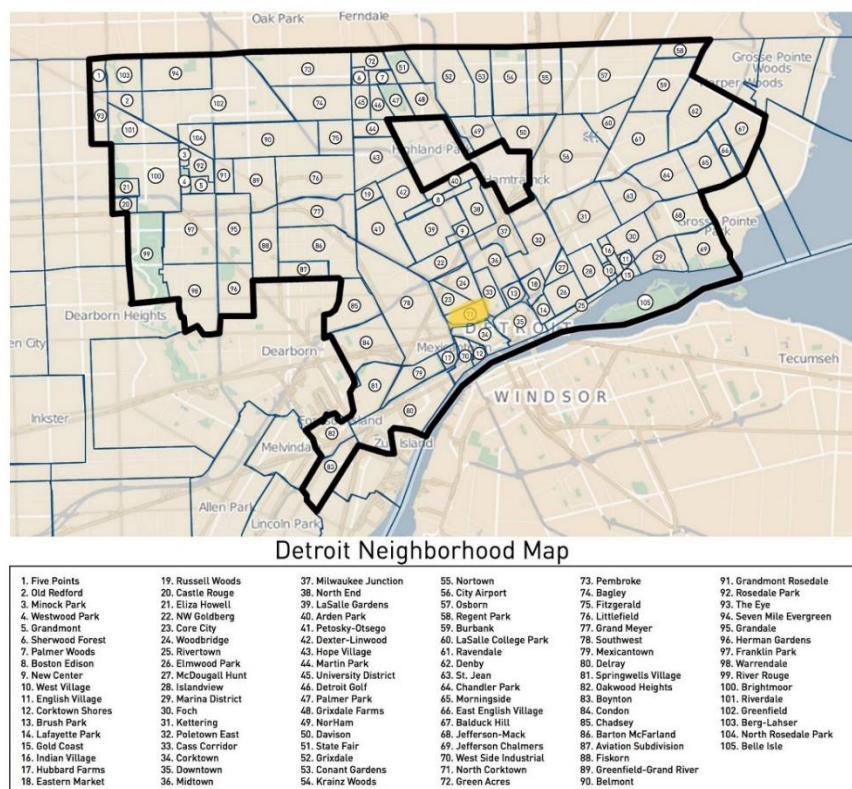 Oak Park
Ferndale
Grosse Pointe
Woods
Harper Woods
Highland Park
Hamtramck
Grosse Pointe
Park
Dearborn Heights
DETROIT
Dearborn
Tecumseh
WINDSOR
Inkster
Melvindale
Zug Island
Allen Park
Lincoln Park
Detroit Neighborhood Map
1. Five Points
2. Old Redford
3. Minock Park
4. Westwood Park
5. Grandmont
6. Sherwood Forest
7. Palmer Woods
8. Boston Edison
9. New Center
10. West Village
11. English Village
12. Corktown Shores
13. Brush Park
14. Lafayette Park
15. Gold Coast
16. Indian Village
17. Hubbard Farms
18. Eastern Market
19. Russell Woods
20. Castle Rouge
21. Eliza Howell
22. NW Goldberg
23. Core City
24. Woodbridge
25. Rivertown
26. Elmwood Park
27. McDougall Hunt
28. Islandview
29. Marina District
30. Foch
31. Kettering
32. Poletown East
33. Cass Corridor
34. Corktown
35. Downtown
36. Midtown
37. Milwaukee Junction
38. North End
39. LaSalle Gardens
40. Arden Park
41. Petosky-Otsego
42. Dexter-Linwood
43. Hope Village
44. Martin Park
45. University District
46. Detroit Golf
47. Palmer Park
48. Grixdale Farms
49. NorHam
50. Davison
51. State Fair
52. Grixdale
53. Conant Gardens
54. Krainz Woods
55. Nortown
56. City Airport
57. Osborn
58. Regent Park
59. Burbank
60. LaSalle College Park
61. Ravendale
62. Denby
63. St. Jean
64. Chandler Park
65. Morningside
66. East English Village
67. Balduck Hill
68. Jefferson-Mack
69. Jefferson Chalmers
70. West Side Industrial
71. North Corktown
72. Green Acres
73. Pembroke
74. Bagley
75. Fitzgerald
76. Littlefield
77. Grand Meyer
78. Southwest
79. Mexicantown
80. Delray
81. Springwells Village
82. Oakwood Heights
83. Boynton
84. Condon
85. Chadsey
86. Barton McFarland
87. Aviation Subdivision
88. Fiskorn
89. Greenfield-Grand River
90. Belmont
91. Grandmont Rosedale
92. Rosedale Park
93. The Eye
94. Seven Mile Evergreen
95. Grandale
96. Herman Gardens
97. Franklin Park
98. Warrendale
99. River Rouge
100. Brightmoor
101. Riverdale
102. Greenfield
103. Berg-Lahser
104. North Rosedale Park
105. Belle Isle